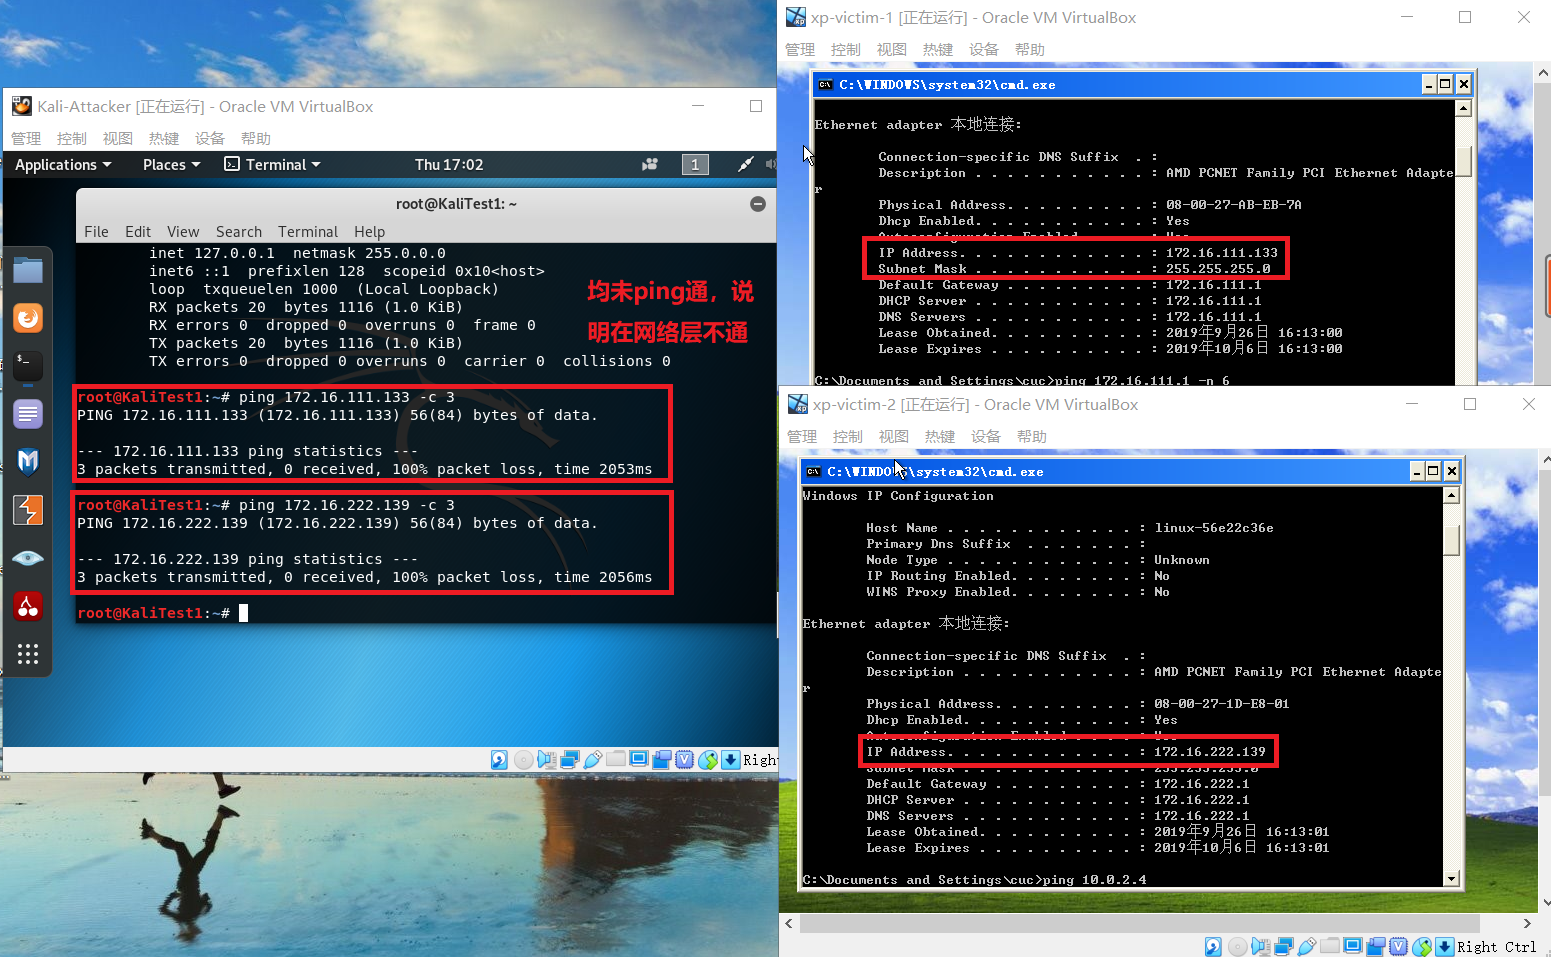 Kali-Attacker [正在运行] - Oracle VM VirtualBox
管理 控制 视图 热键 设备 帮助
Applications Places Terminal Thu 17:02 1
root@KaliTest1: ~
File Edit View Search Terminal Help
inet 127.0.0.1  netmask 255.0.0.0
inet6 ::1  prefixlen 128  scopeid 0x10<host>
loop  txqueuelen 1000  (Local Loopback)
RX packets 20  bytes 1116 (1.0 KiB)
RX errors 0  dropped 0  overruns 0  frame 0
TX packets 20  bytes 1116 (1.0 KiB)
TX errors 0  dropped 0 overruns 0  carrier 0  collisions 0
均未ping通，说
明在网络层不通
root@KaliTest1:~# ping 172.16.111.133 -c 3
PING 172.16.111.133 (172.16.111.133) 56(84) bytes of data.
--- 172.16.111.133 ping statistics ---
3 packets transmitted, 0 received, 100% packet loss, time 2053ms
root@KaliTest1:~# ping 172.16.222.139 -c 3
PING 172.16.222.139 (172.16.222.139) 56(84) bytes of data.
--- 172.16.222.139 ping statistics ---
3 packets transmitted, 0 received, 100% packet loss, time 2056ms
root@KaliTest1:~#
Right
xp-victim-1 [正在运行] - Oracle VM VirtualBox
管理 控制 视图 热键 设备 帮助
C:\WINDOWS\system32\cmd.exe
Ethernet adapter 本地连接:
Connection-specific DNS Suffix  . :
Description . . . . . . . . . . . : AMD PCNET Family PCI Ethernet Adapte
r
Physical Address. . . . . . . . . : 08-00-27-AB-EB-7A
Dhcp Enabled. . . . . . . . . . . : Yes
Autoconfiguration Enabled . . . . : Yes
IP Address. . . . . . . . . . . . : 172.16.111.133
Subnet Mask . . . . . . . . . . . : 255.255.255.0
Default Gateway . . . . . . . . . : 172.16.111.1
DHCP Server . . . . . . . . . . . : 172.16.111.1
DNS Servers . . . . . . . . . . . : 172.16.111.1
Lease Obtained. . . . . . . . . . : 2019年9月26日 16:13:00
Lease Expires . . . . . . . . . . : 2019年10月6日 16:13:00
C:\Documents and Settings\cuc>ping 172.16.111.1 -n 6
xp-victim-2 [正在运行] - Oracle VM VirtualBox
管理 控制 视图 热键 设备 帮助
C:\WINDOWS\system32\cmd.exe
Windows IP Configuration
Host Name . . . . . . . . . . . . : linux-56e22c36e
Primary Dns Suffix  . . . . . . . :
Node Type . . . . . . . . . . . . : Unknown
IP Routing Enabled. . . . . . . . : No
WINS Proxy Enabled. . . . . . . . : No
Ethernet adapter 本地连接:
Connection-specific DNS Suffix  . :
Description . . . . . . . . . . . : AMD PCNET Family PCI Ethernet Adapte
r
Physical Address. . . . . . . . . : 08-00-27-1D-E8-01
Dhcp Enabled. . . . . . . . . . . : Yes
Autoconfiguration Enabled . . . . : Yes
IP Address. . . . . . . . . . . . : 172.16.222.139
Subnet Mask . . . . . . . . . . . : 255.255.255.0
Default Gateway . . . . . . . . . : 172.16.222.1
DHCP Server . . . . . . . . . . . : 172.16.222.1
DNS Servers . . . . . . . . . . . : 172.16.222.1
Lease Obtained. . . . . . . . . . : 2019年9月26日 16:13:01
Lease Expires . . . . . . . . . . : 2019年10月6日 16:13:01
C:\Documents and Settings\cuc>ping 10.0.2.4
Right Ctrl